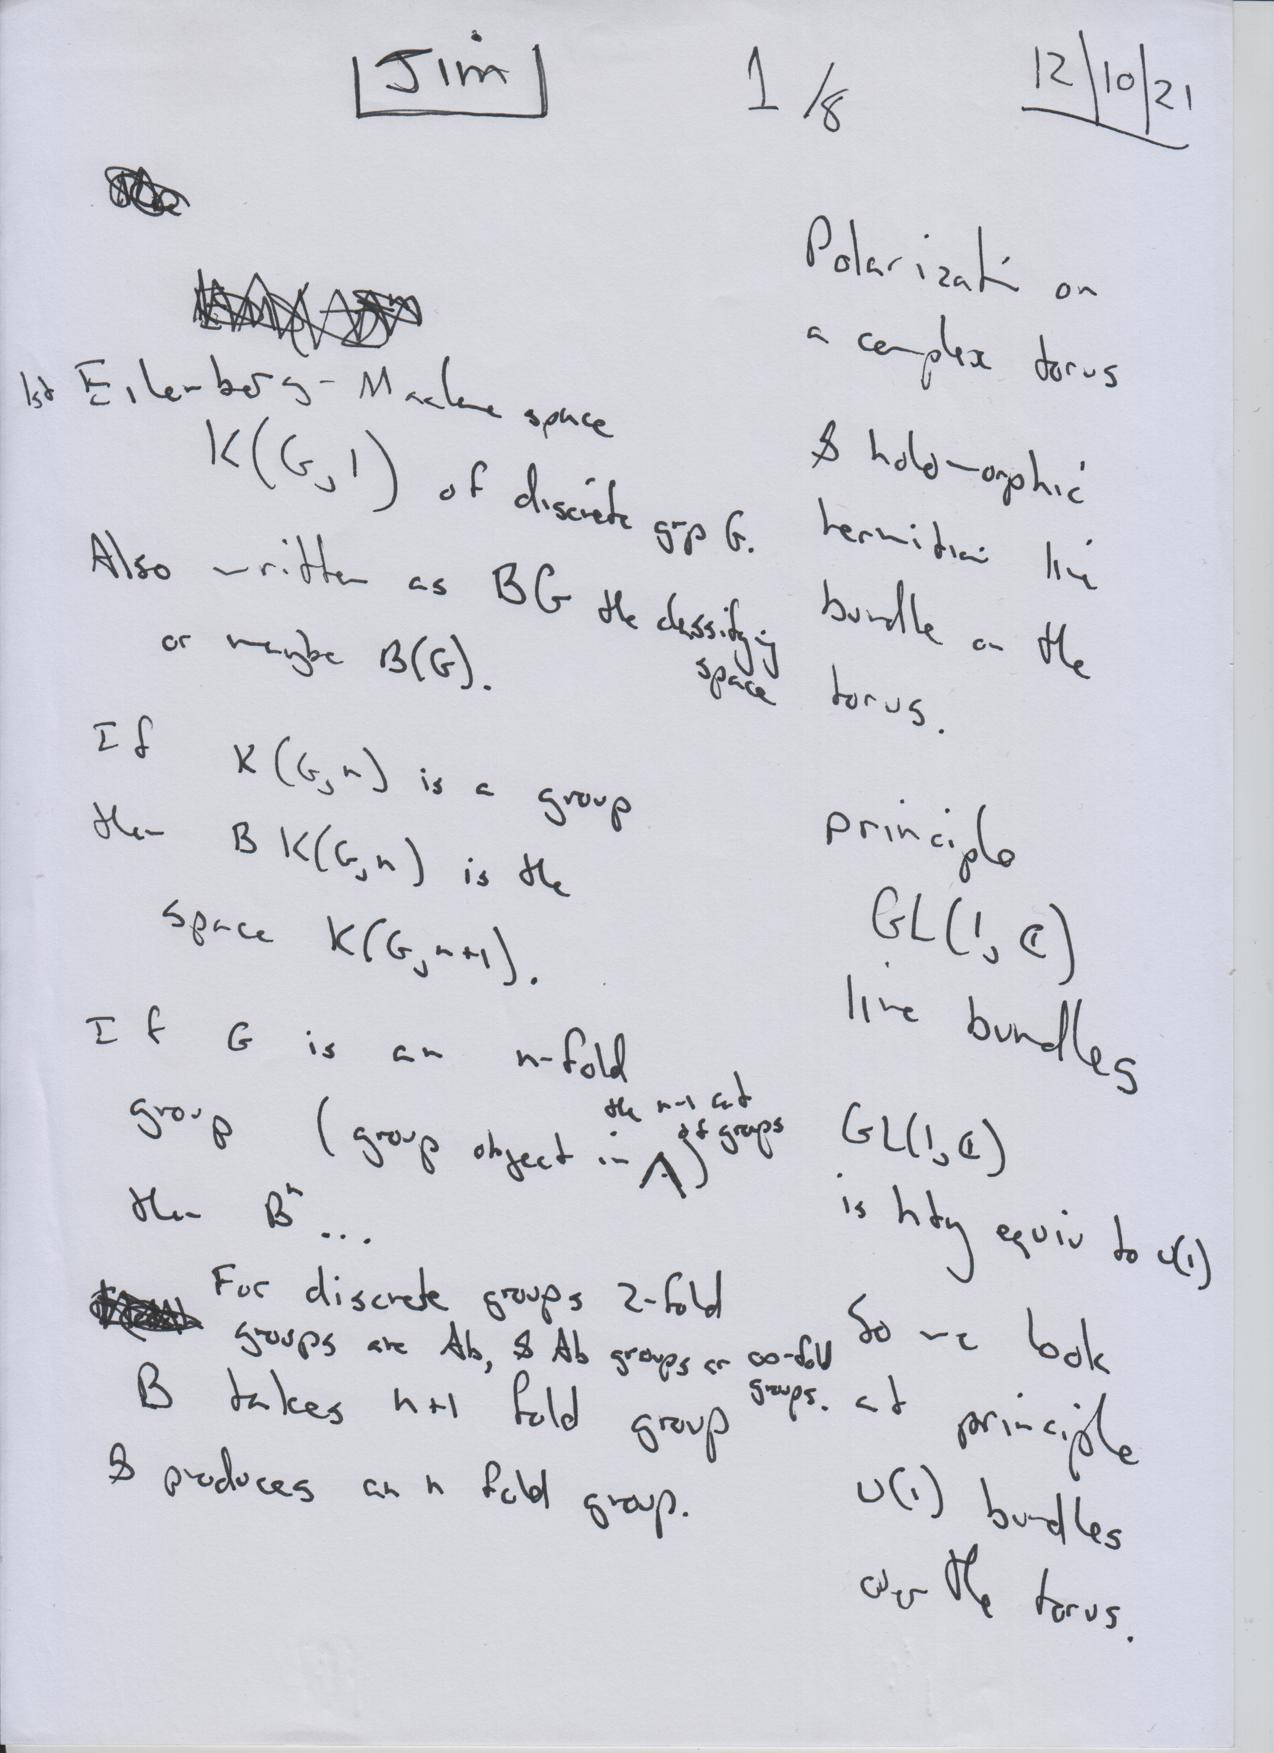 Jim
1/8
12/10/21
1st Eilenberg-Maclane space
K(G,1) of discrete grp G.
Also written as BG the classifying space
or maybe B(G).
If K(G,n) is a group
then B K(G,n) is the
space K(G,n+1).
If G is an n-fold
group (group object in the n-1 cat of groups)
then Bⁿ ...
For discrete groups 2-fold
groups are Ab, & Ab groups are ∞-fold groups.
B takes n+1 fold group
& produces an n fold group.
Polarizati on
a complex torus
& holomorphic
hermitian line
bundle on the
torus.
principle
GL(1,ℂ)
line bundles
GL(1,ℂ)
is hty equiv to U(1)
So we look
at principle
U(1) bundles
over the torus.